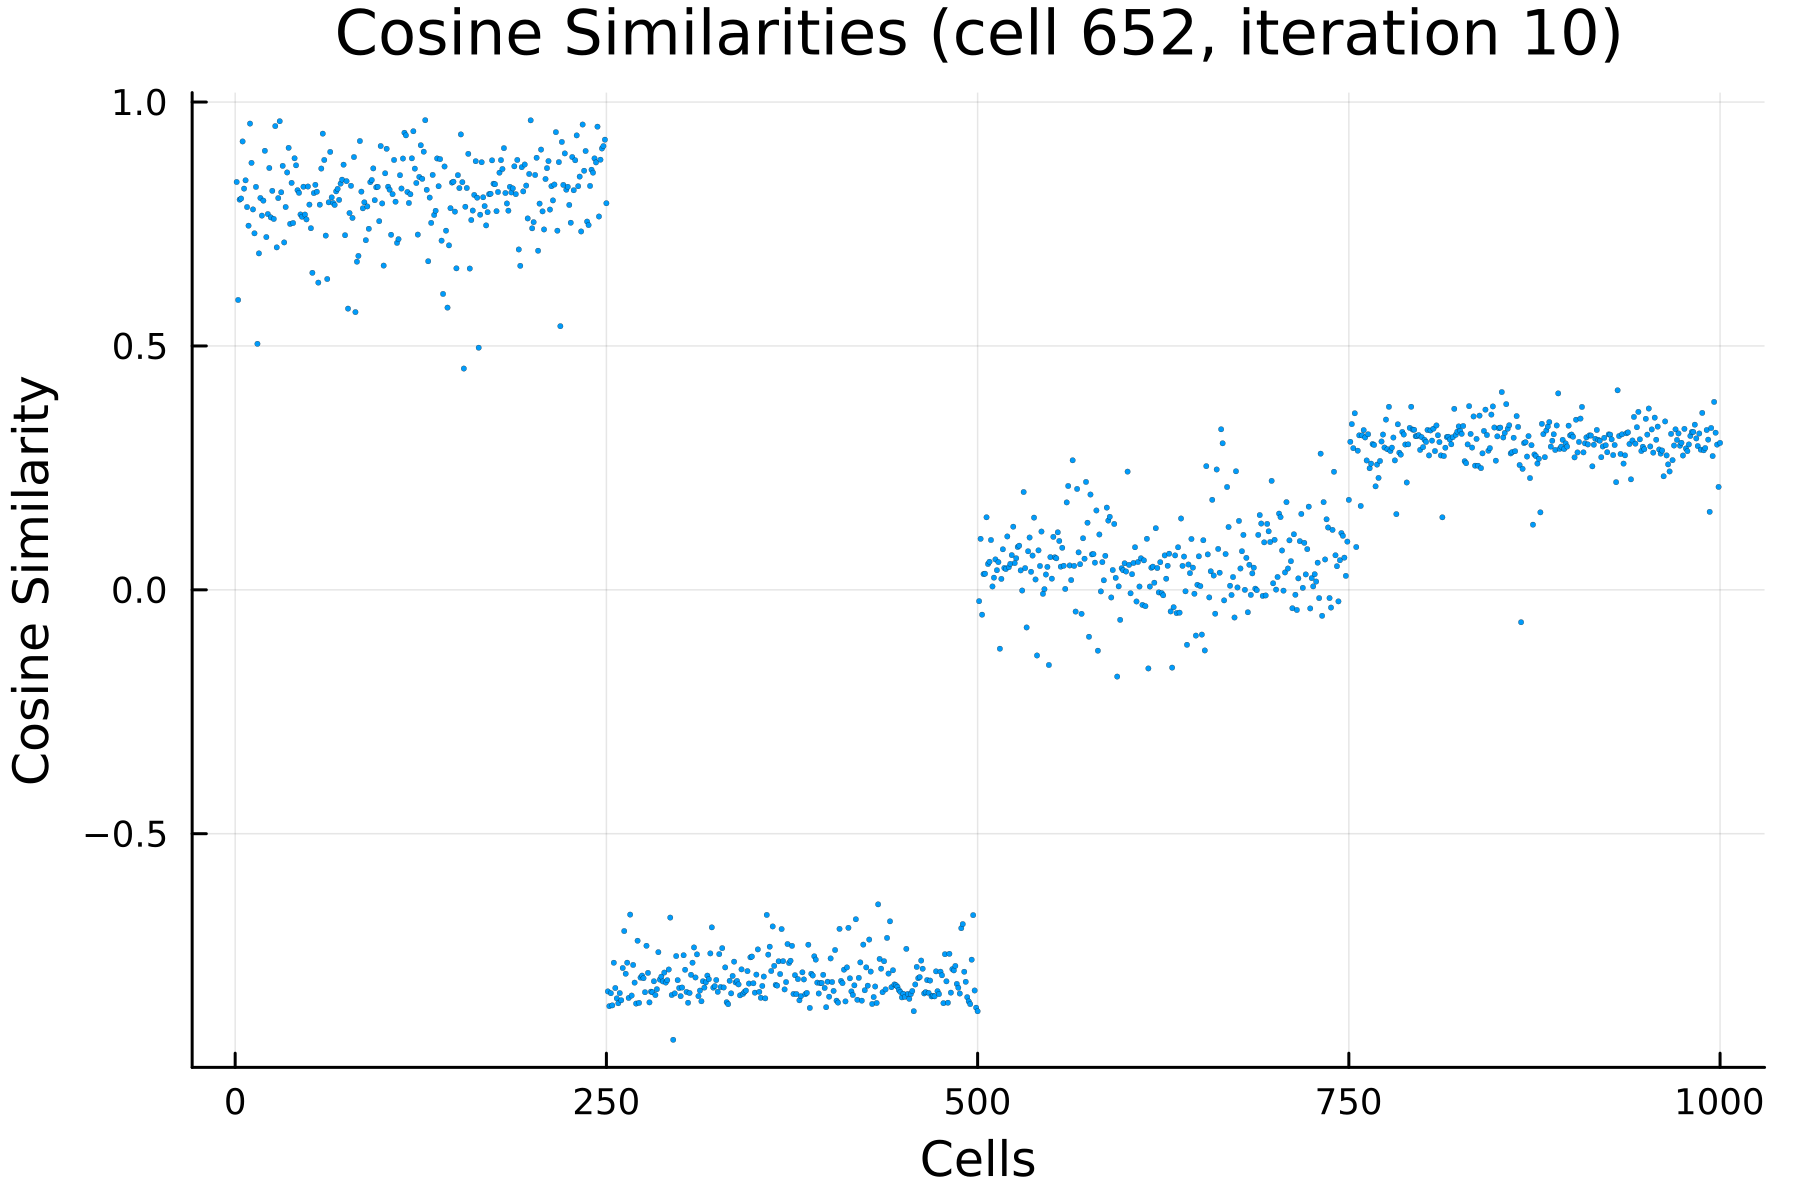 Cosine Similarities (cell 652, iteration 10)
1.0
0.5
0.0
−0.5
Cosine Similarity
0 250 500 750 1000
Cells